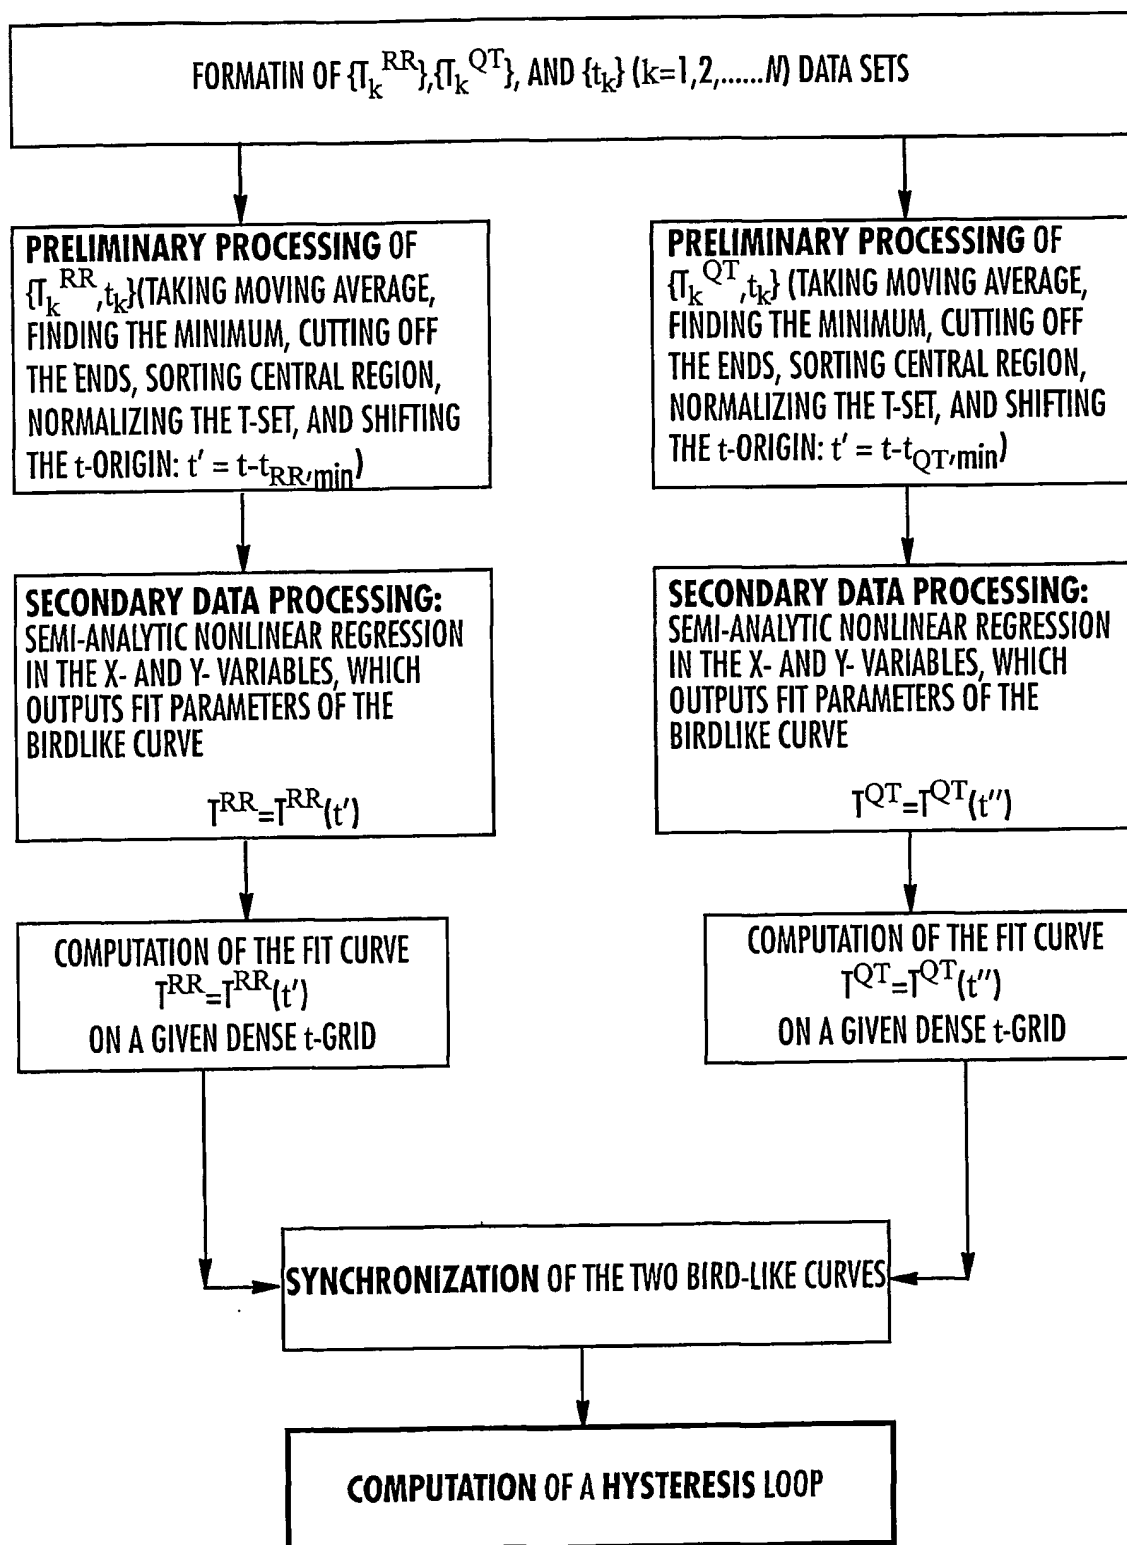 FORMATIN OF {T_k^RR},{T_k^QT}, AND {t_k} (k=1,2,......N) DATA SETS
PRELIMINARY PROCESSING OF
{T_k^RR,t_k}(TAKING MOVING AVERAGE,
FINDING THE MINIMUM, CUTTING OFF
THE ENDS, SORTING CENTRAL REGION,
NORMALIZING THE T-SET, AND SHIFTING
THE t-ORIGIN: t' = t-t_RR,min)
PRELIMINARY PROCESSING OF
{T_k^QT,t_k} (TAKING MOVING AVERAGE,
FINDING THE MINIMUM, CUTTING OFF
THE ENDS, SORTING CENTRAL REGION,
NORMALIZING THE T-SET, AND SHIFTING
THE t-ORIGIN: t' = t-t_QT,min)
SECONDARY DATA PROCESSING:
SEMI-ANALYTIC NONLINEAR REGRESSION
IN THE X- AND Y- VARIABLES, WHICH
OUTPUTS FIT PARAMETERS OF THE
BIRDLIKE CURVE
T^RR=T^RR(t')
SECONDARY DATA PROCESSING:
SEMI-ANALYTIC NONLINEAR REGRESSION
IN THE X- AND Y- VARIABLES, WHICH
OUTPUTS FIT PARAMETERS OF THE
BIRDLIKE CURVE
T^QT=T^QT(t'')
COMPUTATION OF THE FIT CURVE
T^RR=T^RR(t')
ON A GIVEN DENSE t-GRID
COMPUTATION OF THE FIT CURVE
T^QT=T^QT(t'')
ON A GIVEN DENSE t-GRID
SYNCHRONIZATION OF THE TWO BIRD-LIKE CURVES
COMPUTATION OF A HYSTERESIS LOOP